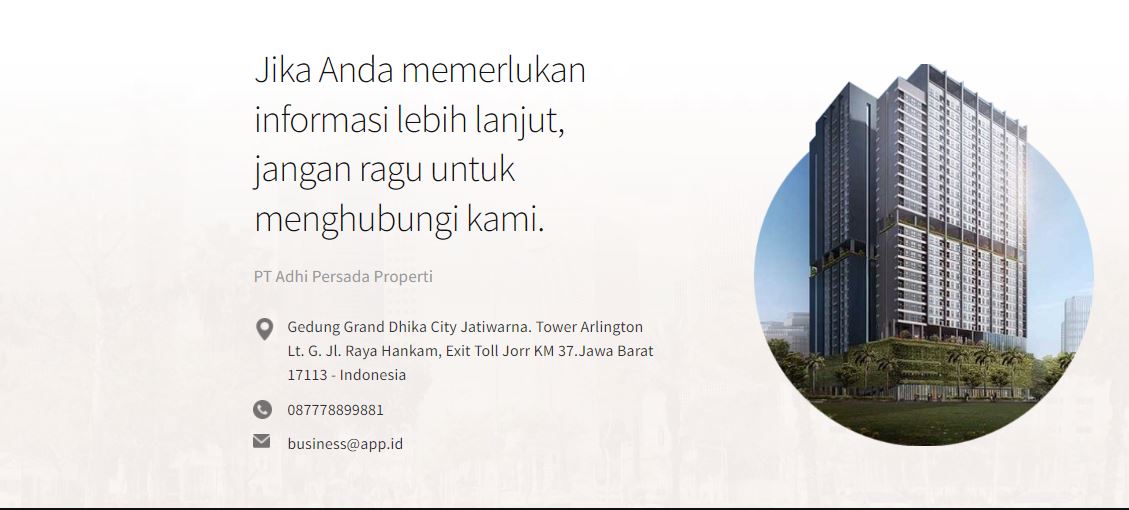 Jika Anda memerlukan
informasi lebih lanjut,
jangan ragu untuk
menghubungi kami.
PT Adhi Persada Properti
Gedung Grand Dhika City Jatiwarna. Tower Arlington
Lt. G. Jl. Raya Hankam, Exit Toll Jorr KM 37.Jawa Barat
17113 - Indonesia
087778899881
business@app.id